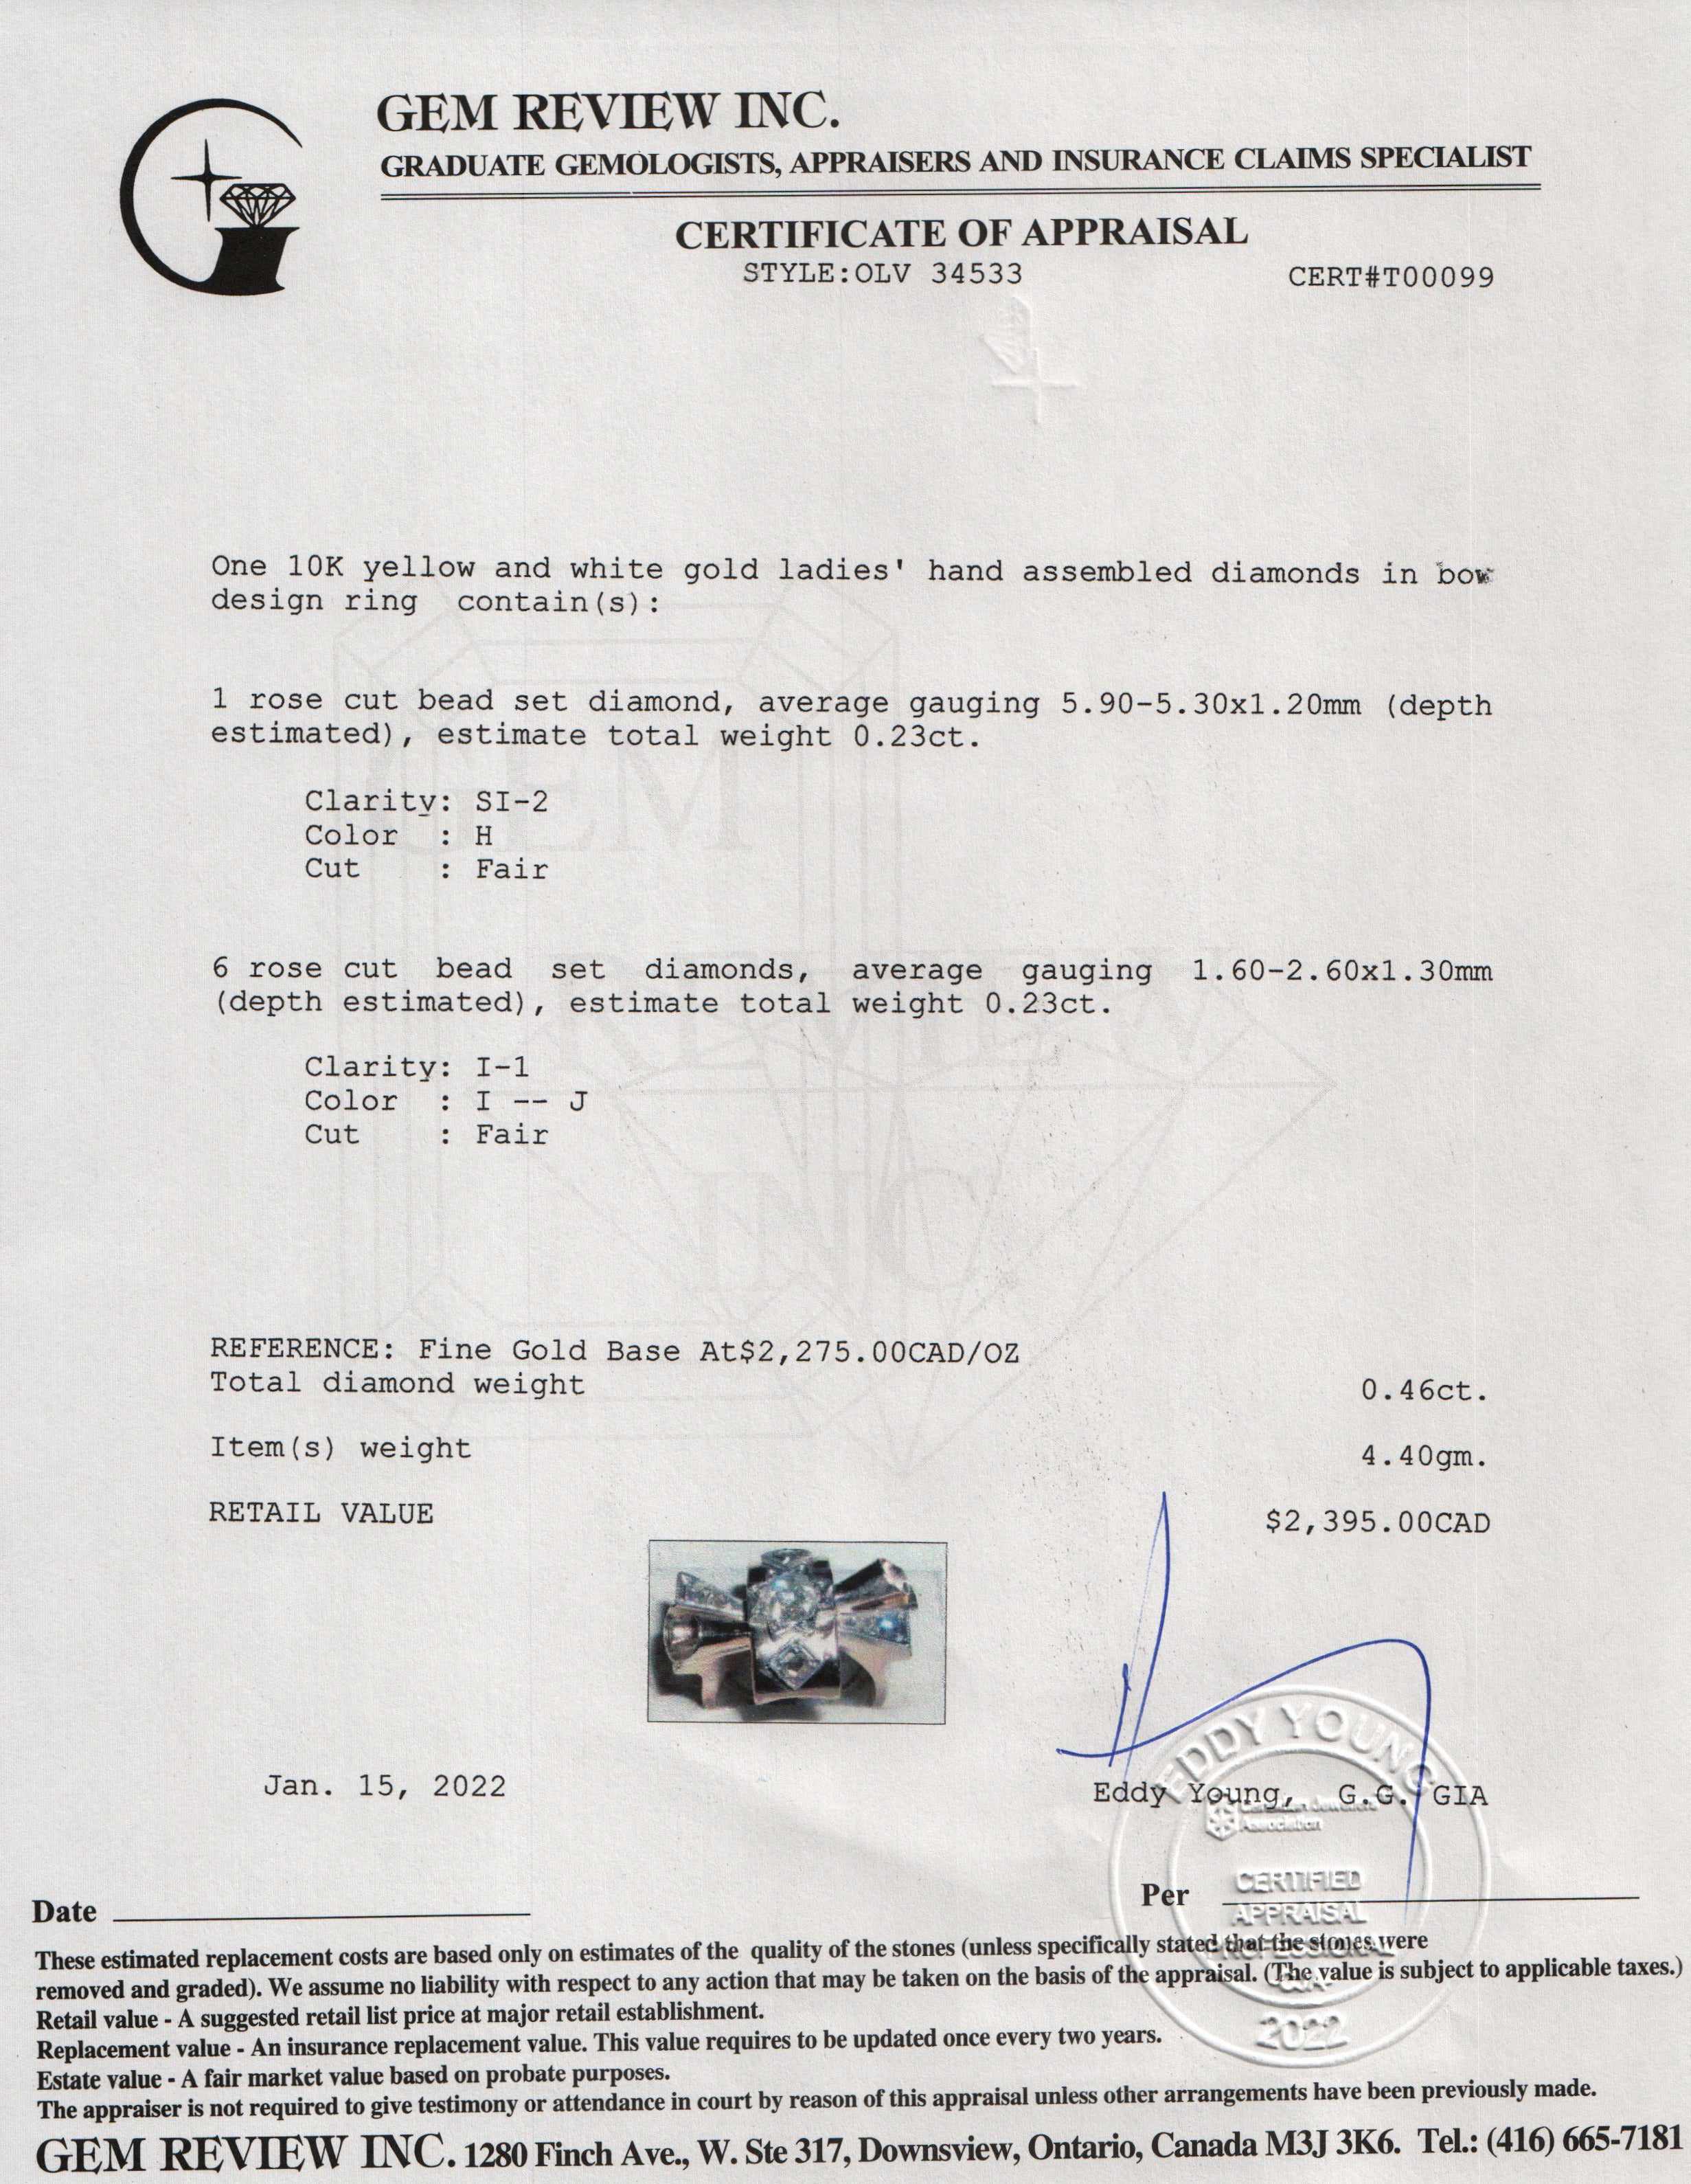 GEM REVIEW INC.
GRADUATE GEMOLOGISTS, APPRAISERS AND INSURANCE CLAIMS SPECIALIST
CERTIFICATE OF APPRAISAL
STYLE:OLV 34533
CERT#T00099
One 10K yellow and white gold ladies' hand assembled diamonds in bow
design ring contain(s):
1 rose cut bead set diamond, average gauging 5.90-5.30x1.20mm (depth
estimated), estimate total weight 0.23ct.
Clarity: SI-2
Color : H
Cut : Fair
6 rose cut bead set diamonds, average gauging 1.60-2.60x1.30mm
(depth estimated), estimate total weight 0.23ct.
Clarity: I-1
Color : I -- J
Cut : Fair
GEM
REVIEW
INC
REFERENCE: Fine Gold Base At$2,275.00CAD/OZ
Total diamond weight 0.46ct.
Item(s) weight 4.40gm.
RETAIL VALUE $2,395.00CAD
Jan. 15, 2022
Eddy Young, G.G. GIA
EDDY YOUNG
Canadian Jewellers
Association
CERTIFIED
APPRAISAL
PROFESSIONAL
2022
Date
Per
These estimated replacement costs are based only on estimates of the quality of the stones (unless specifically stated that the stones were
removed and graded). We assume no liability with respect to any action that may be taken on the basis of the appraisal. (The value is subject to applicable taxes.)
Retail value - A suggested retail list price at major retail establishment.
Replacement value - An insurance replacement value. This value requires to be updated once every two years.
Estate value - A fair market value based on probate purposes.
The appraiser is not required to give testimony or attendance in court by reason of this appraisal unless other arrangements have been previously made.
GEM REVIEW INC. 1280 Finch Ave., W. Ste 317, Downsview, Ontario, Canada M3J 3K6. Tel.: (416) 665-7181